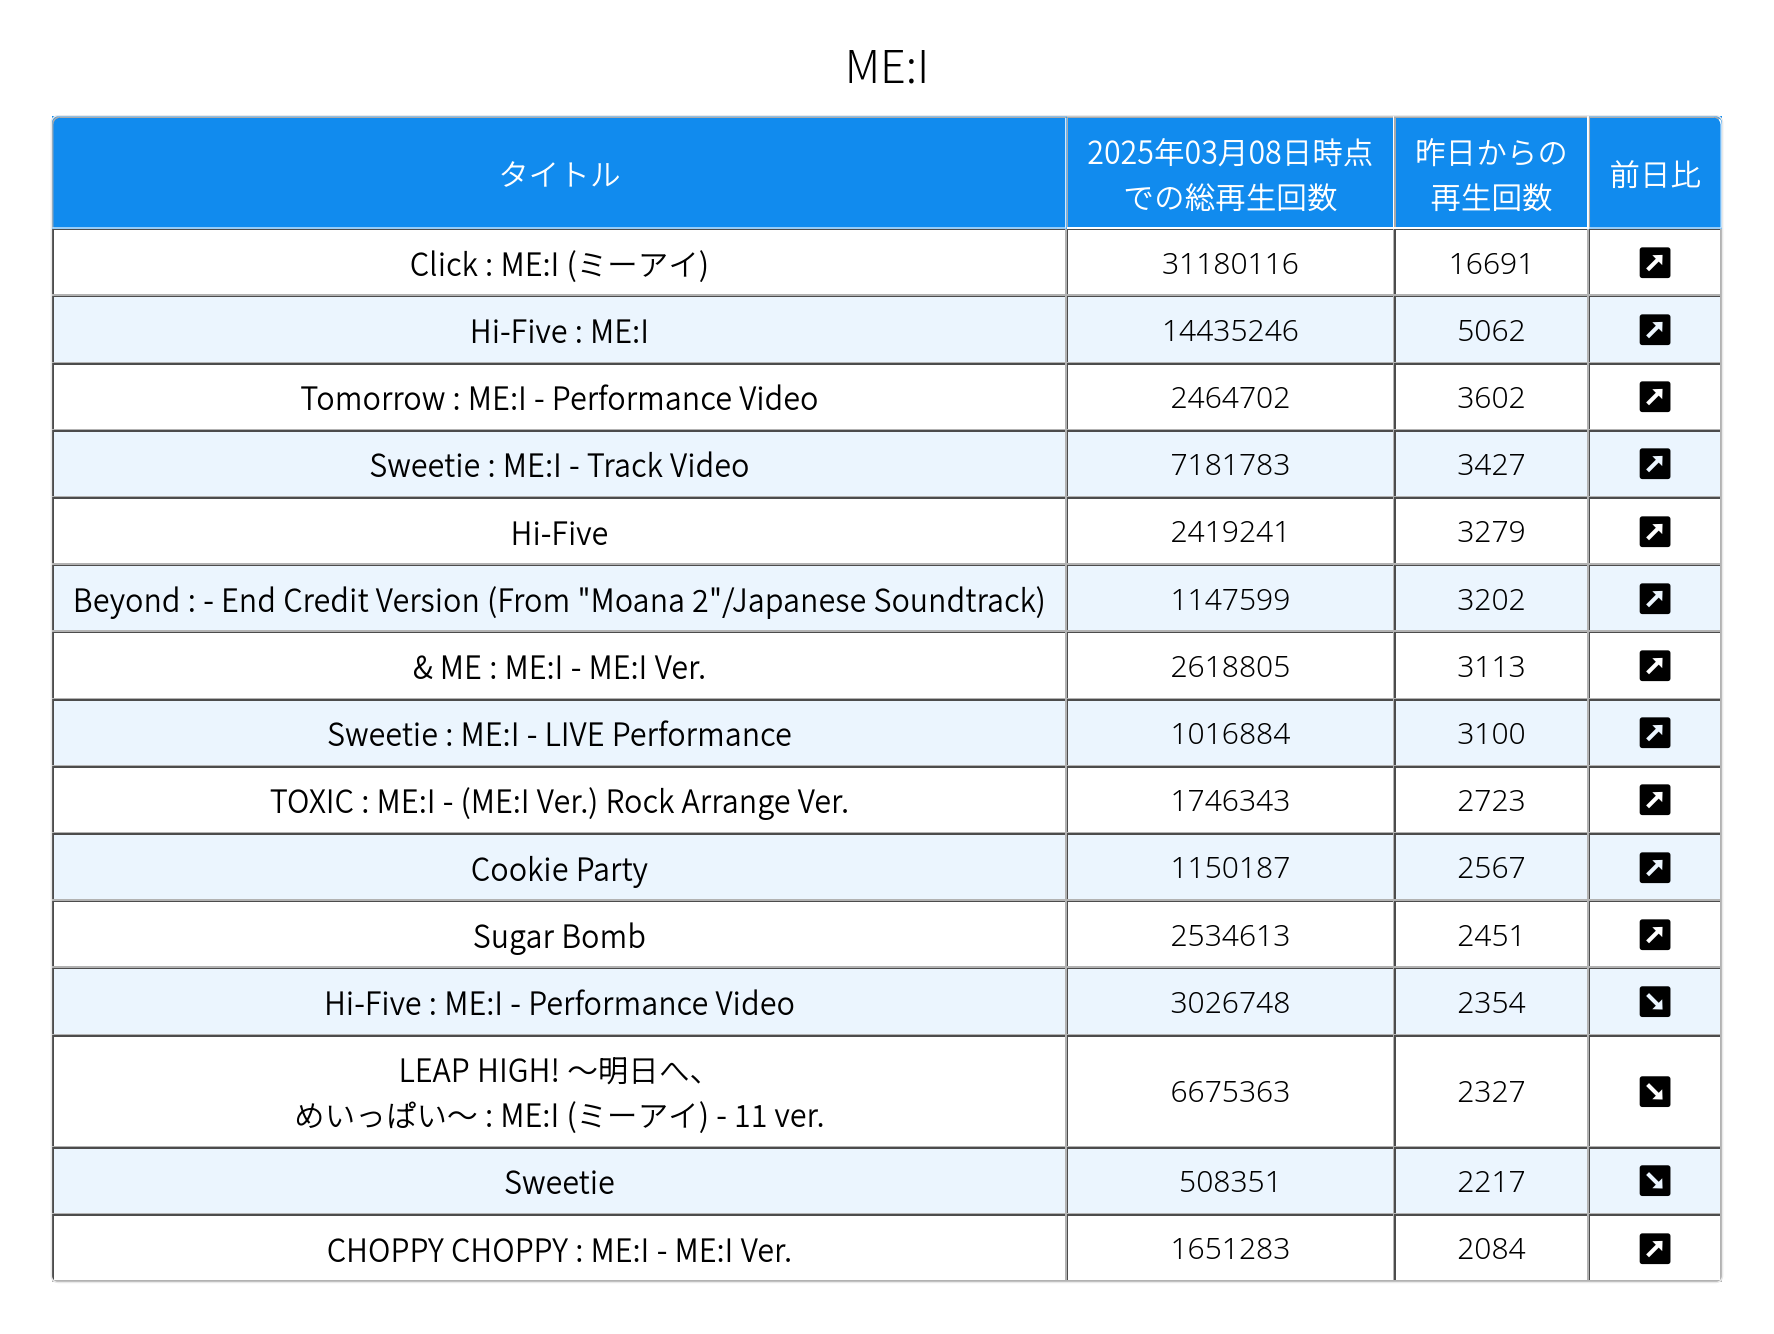 ME:I
タイトル
2025年03月08日時点
での総再生回数
昨日からの
再生回数
前日比
Click : ME:I (ミーアイ) 31180116 16691
Hi-Five : ME:I 14435246 5062
Tomorrow : ME:I - Performance Video 2464702 3602
Sweetie : ME:I - Track Video 7181783 3427
Hi-Five 2419241 3279
Beyond : - End Credit Version (From "Moana 2"/Japanese Soundtrack) 1147599 3202
& ME : ME:I - ME:I Ver. 2618805 3113
Sweetie : ME:I - LIVE Performance 1016884 3100
TOXIC : ME:I - (ME:I Ver.) Rock Arrange Ver. 1746343 2723
Cookie Party 1150187 2567
Sugar Bomb 2534613 2451
Hi-Five : ME:I - Performance Video 3026748 2354
LEAP HIGH! 〜明日へ、
めいっぱい〜 : ME:I (ミーアイ) - 11 ver. 6675363 2327
Sweetie 508351 2217
CHOPPY CHOPPY : ME:I - ME:I Ver. 1651283 2084